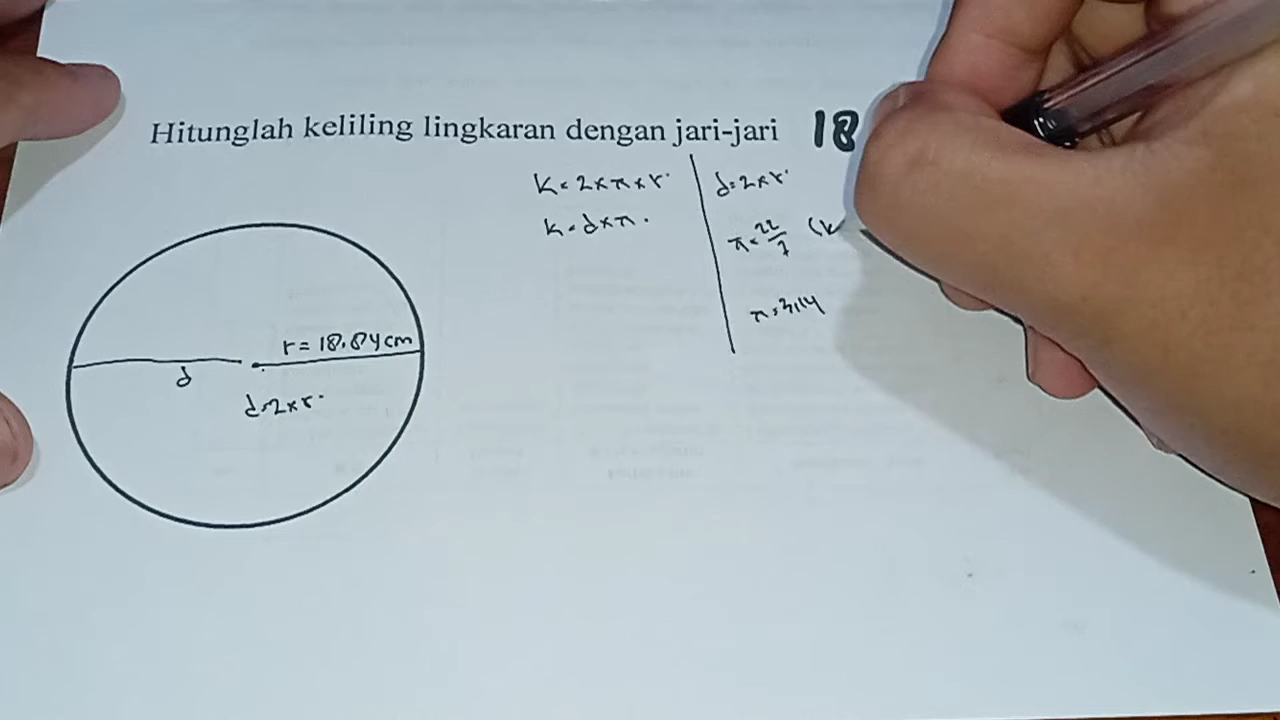 Hitunglah keliling lingkaran dengan jari-jari 18
K = 2 x π x r.
K = d x π.
d = 2 x r.
π = 22/7 (k
π = 3,14
r = 18,84 cm
d
d = 2 x r.